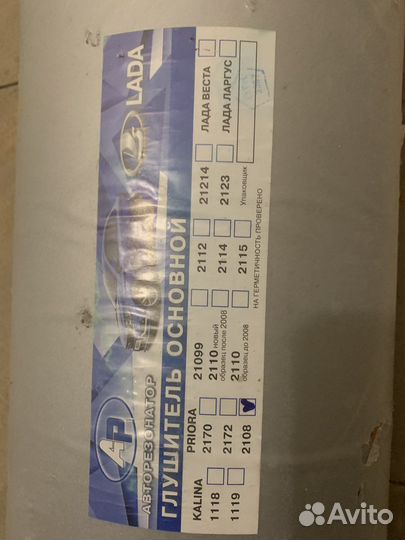 АР
LADA
АВТОРЕЗОНАТОР
ГЛУШИТЕЛЬ ОСНОВНОЙ
KALINA
1118
1119
PRIORA
2170
2172
2108
21099
2110 новый
образец после 2008
2110
образец до 2008
2112
2114
2115
21214
2123
Упаковщик
ЛАДА ВЕСТА
ЛАДА ЛАРГУС
НА ГЕРМЕТИЧНОСТЬ ПРОВЕРЕНО
Avito